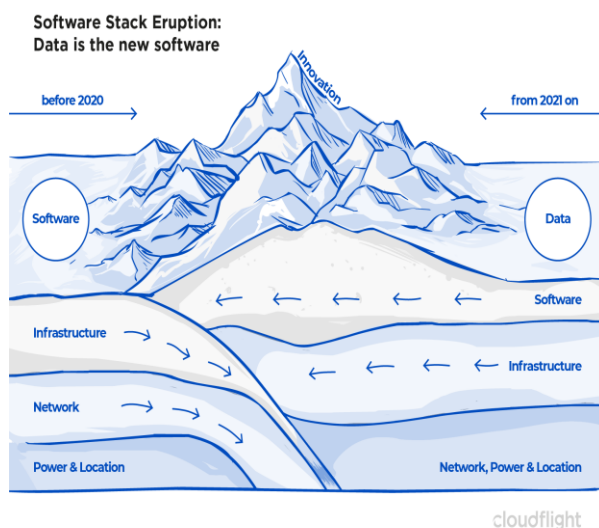 Software Stack Eruption:
Data is the new software
Innovation
before 2020
from 2021 on
Software
Data
Software
Infrastructure
Infrastructure
Network
Power & Location
Network, Power & Location
cloudflight